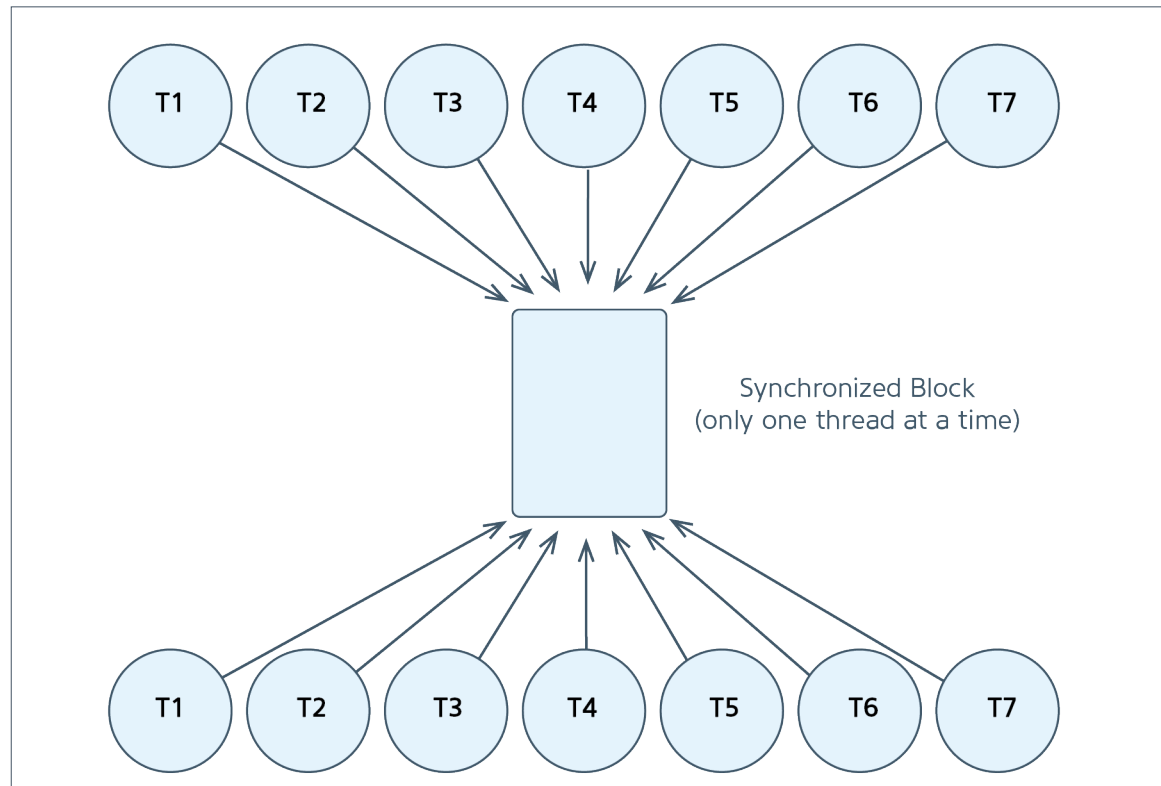 T1 T2 T3 T4 T5 T6 T7
Synchronized Block
(only one thread at a time)
T1 T2 T3 T4 T5 T6 T7